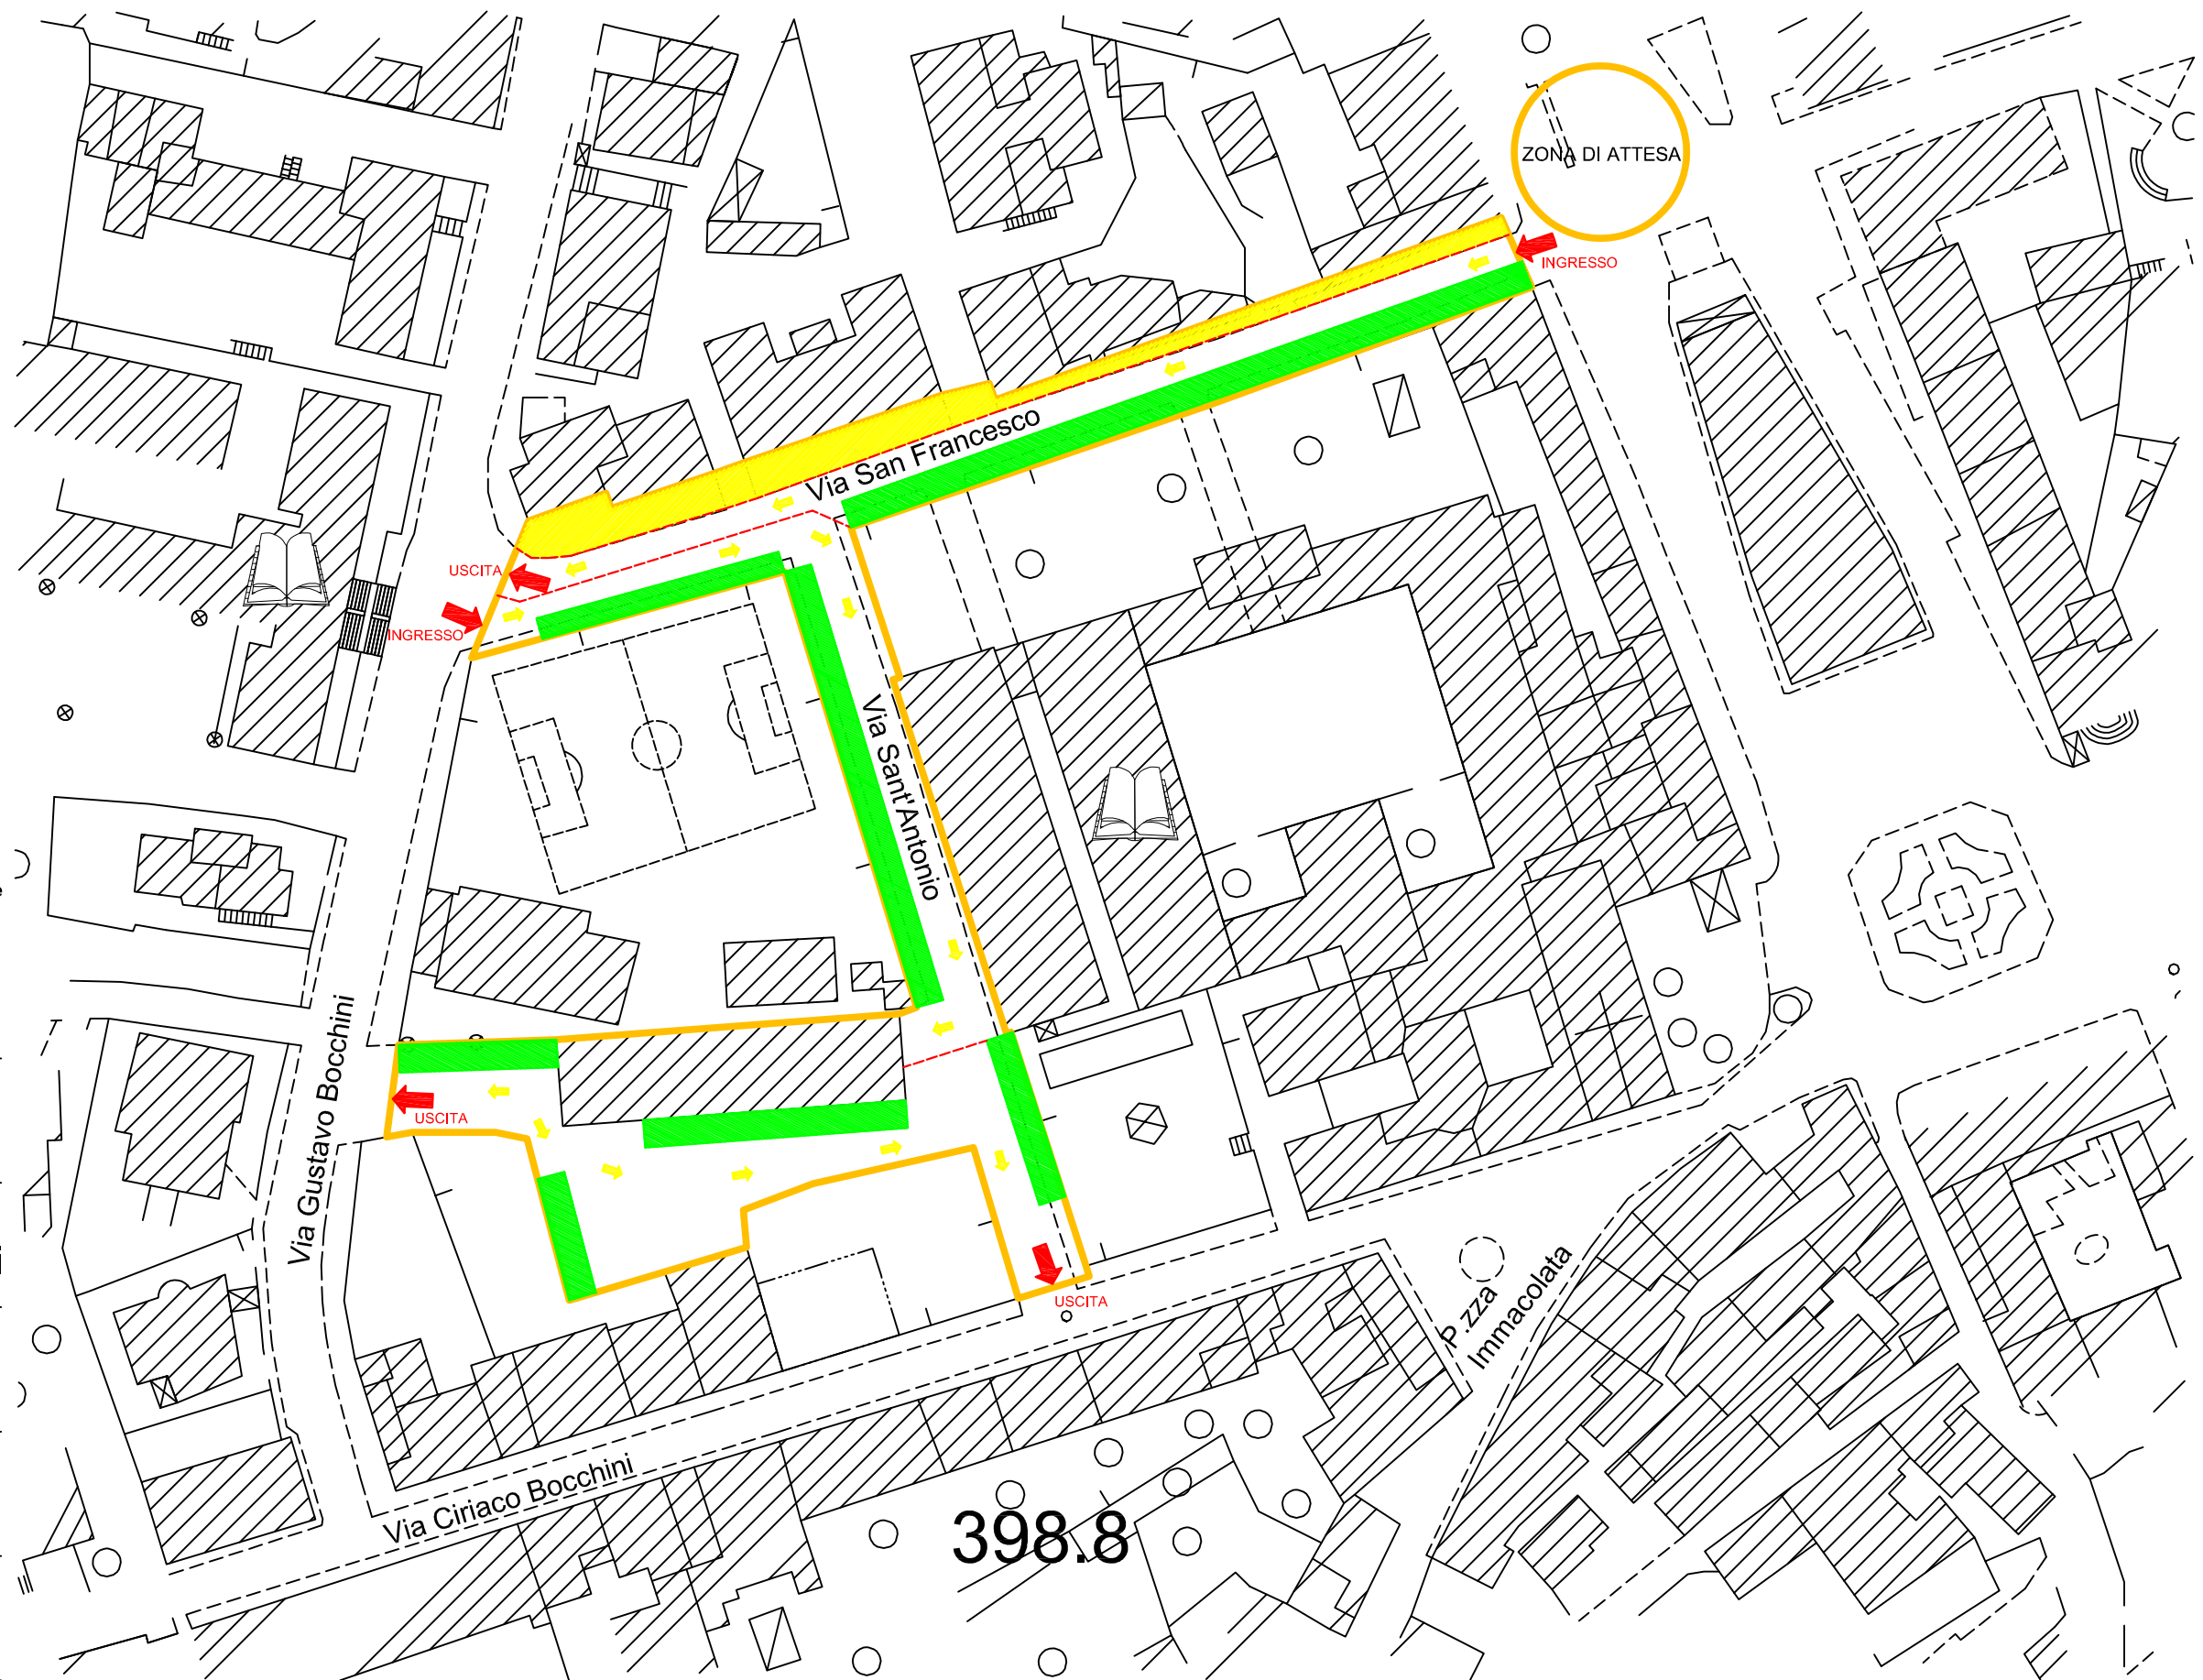 ZONA DI ATTESA
INGRESSO
Via San Francesco
USCITA
INGRESSO
Via Sant'Antonio
Via Gustavo Bocchini
USCITA
USCITA
P.zza
Immacolata
Via Ciriaco Bocchini
398.8